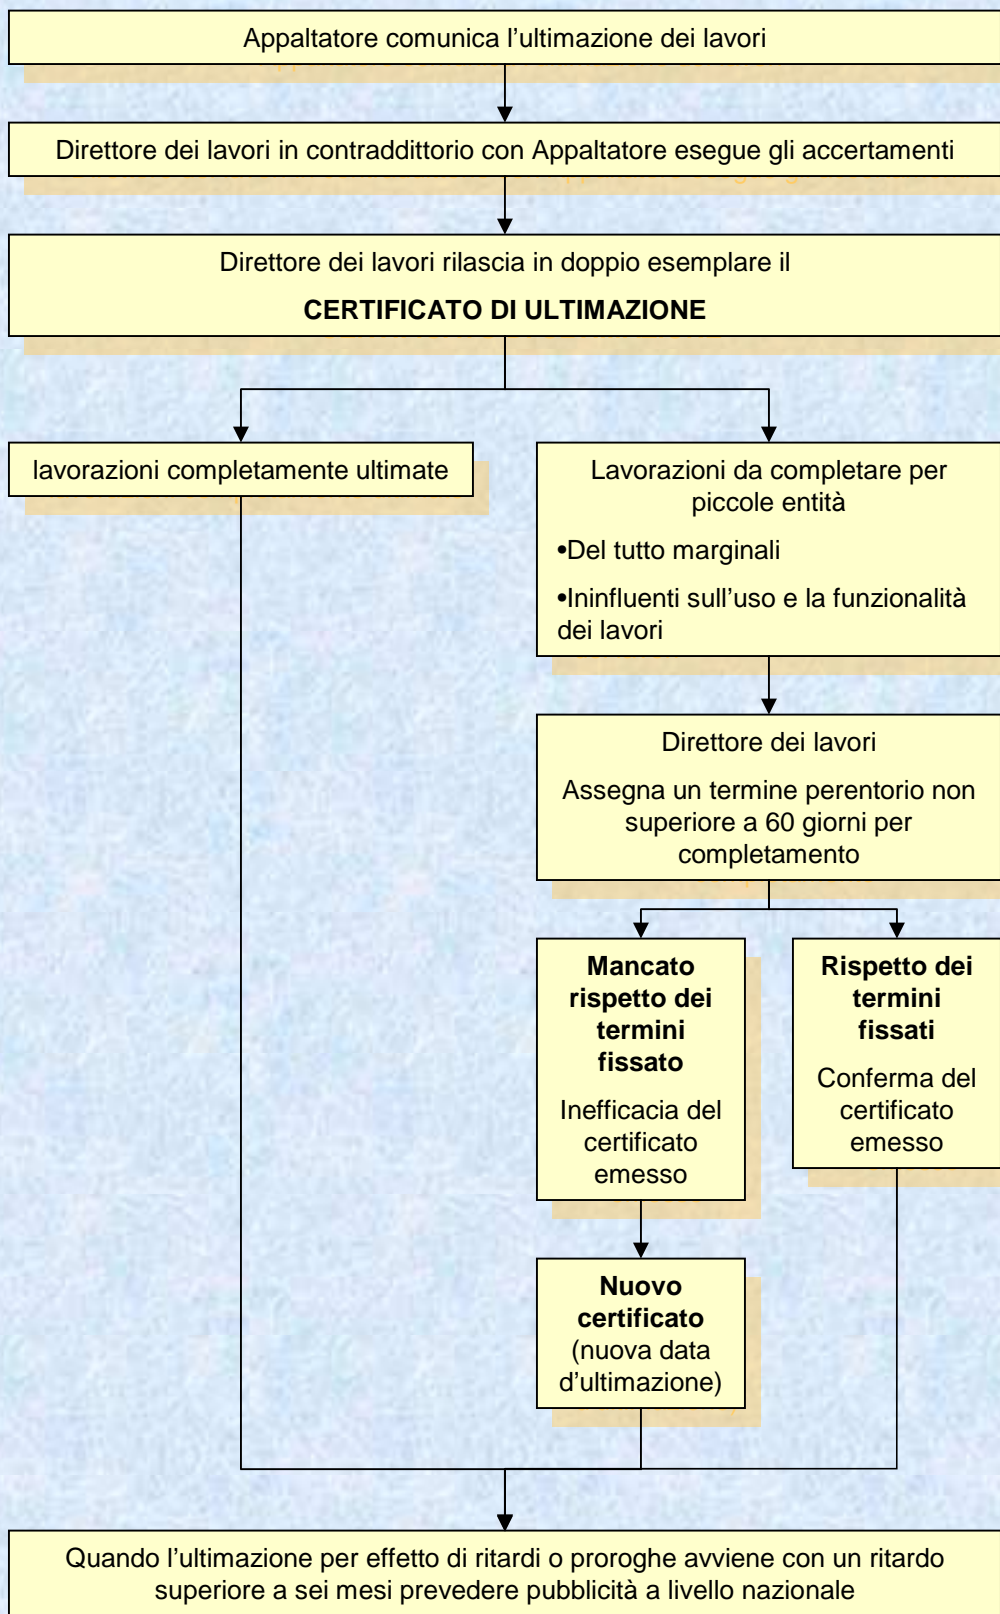 Appaltatore comunica l’ultimazione dei lavori
Direttore dei lavori in contraddittorio con Appaltatore esegue gli accertamenti
Direttore dei lavori rilascia in doppio esemplare il
CERTIFICATO DI ULTIMAZIONE
lavorazioni completamente ultimate
Lavorazioni da completare per
piccole entità
•Del tutto marginali
•Ininfluenti sull’uso e la funzionalità
dei lavori
Direttore dei lavori
Assegna un termine perentorio non
superiore a 60 giorni per
completamento
Mancato
rispetto dei
termini
fissato
Inefficacia del
certificato
emesso
Rispetto dei
termini
fissati
Conferma del
certificato
emesso
Nuovo
certificato
(nuova data
d’ultimazione)
Quando l’ultimazione per effetto di ritardi o proroghe avviene con un ritardo
superiore a sei mesi prevedere pubblicità a livello nazionale